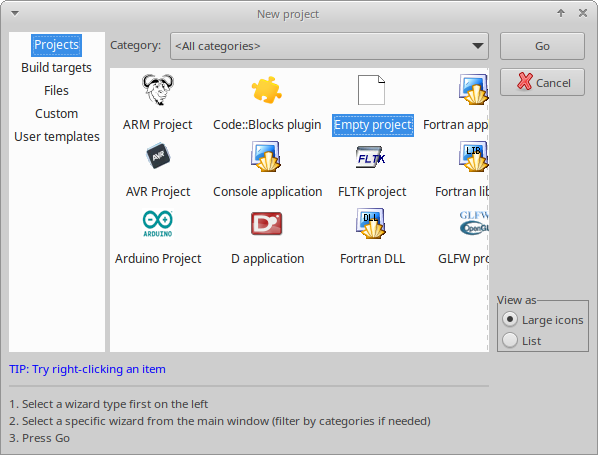 New project
Projects
Build targets
Files
Custom
User templates
Category:
<All categories>
Go
Cancel
ARM Project
Code::Blocks plugin
Empty project
Fortran app
AVR
FLTK
LIB
AVR Project
Console application
FLTK project
Fortran lib
ARDUINO
D
DLL
GLFW
OpenGL
Arduino Project
D application
Fortran DLL
GLFW pro
View as
Large icons
List
TIP: Try right-clicking an item
1. Select a wizard type first on the left
2. Select a specific wizard from the main window (filter by categories if needed)
3. Press Go